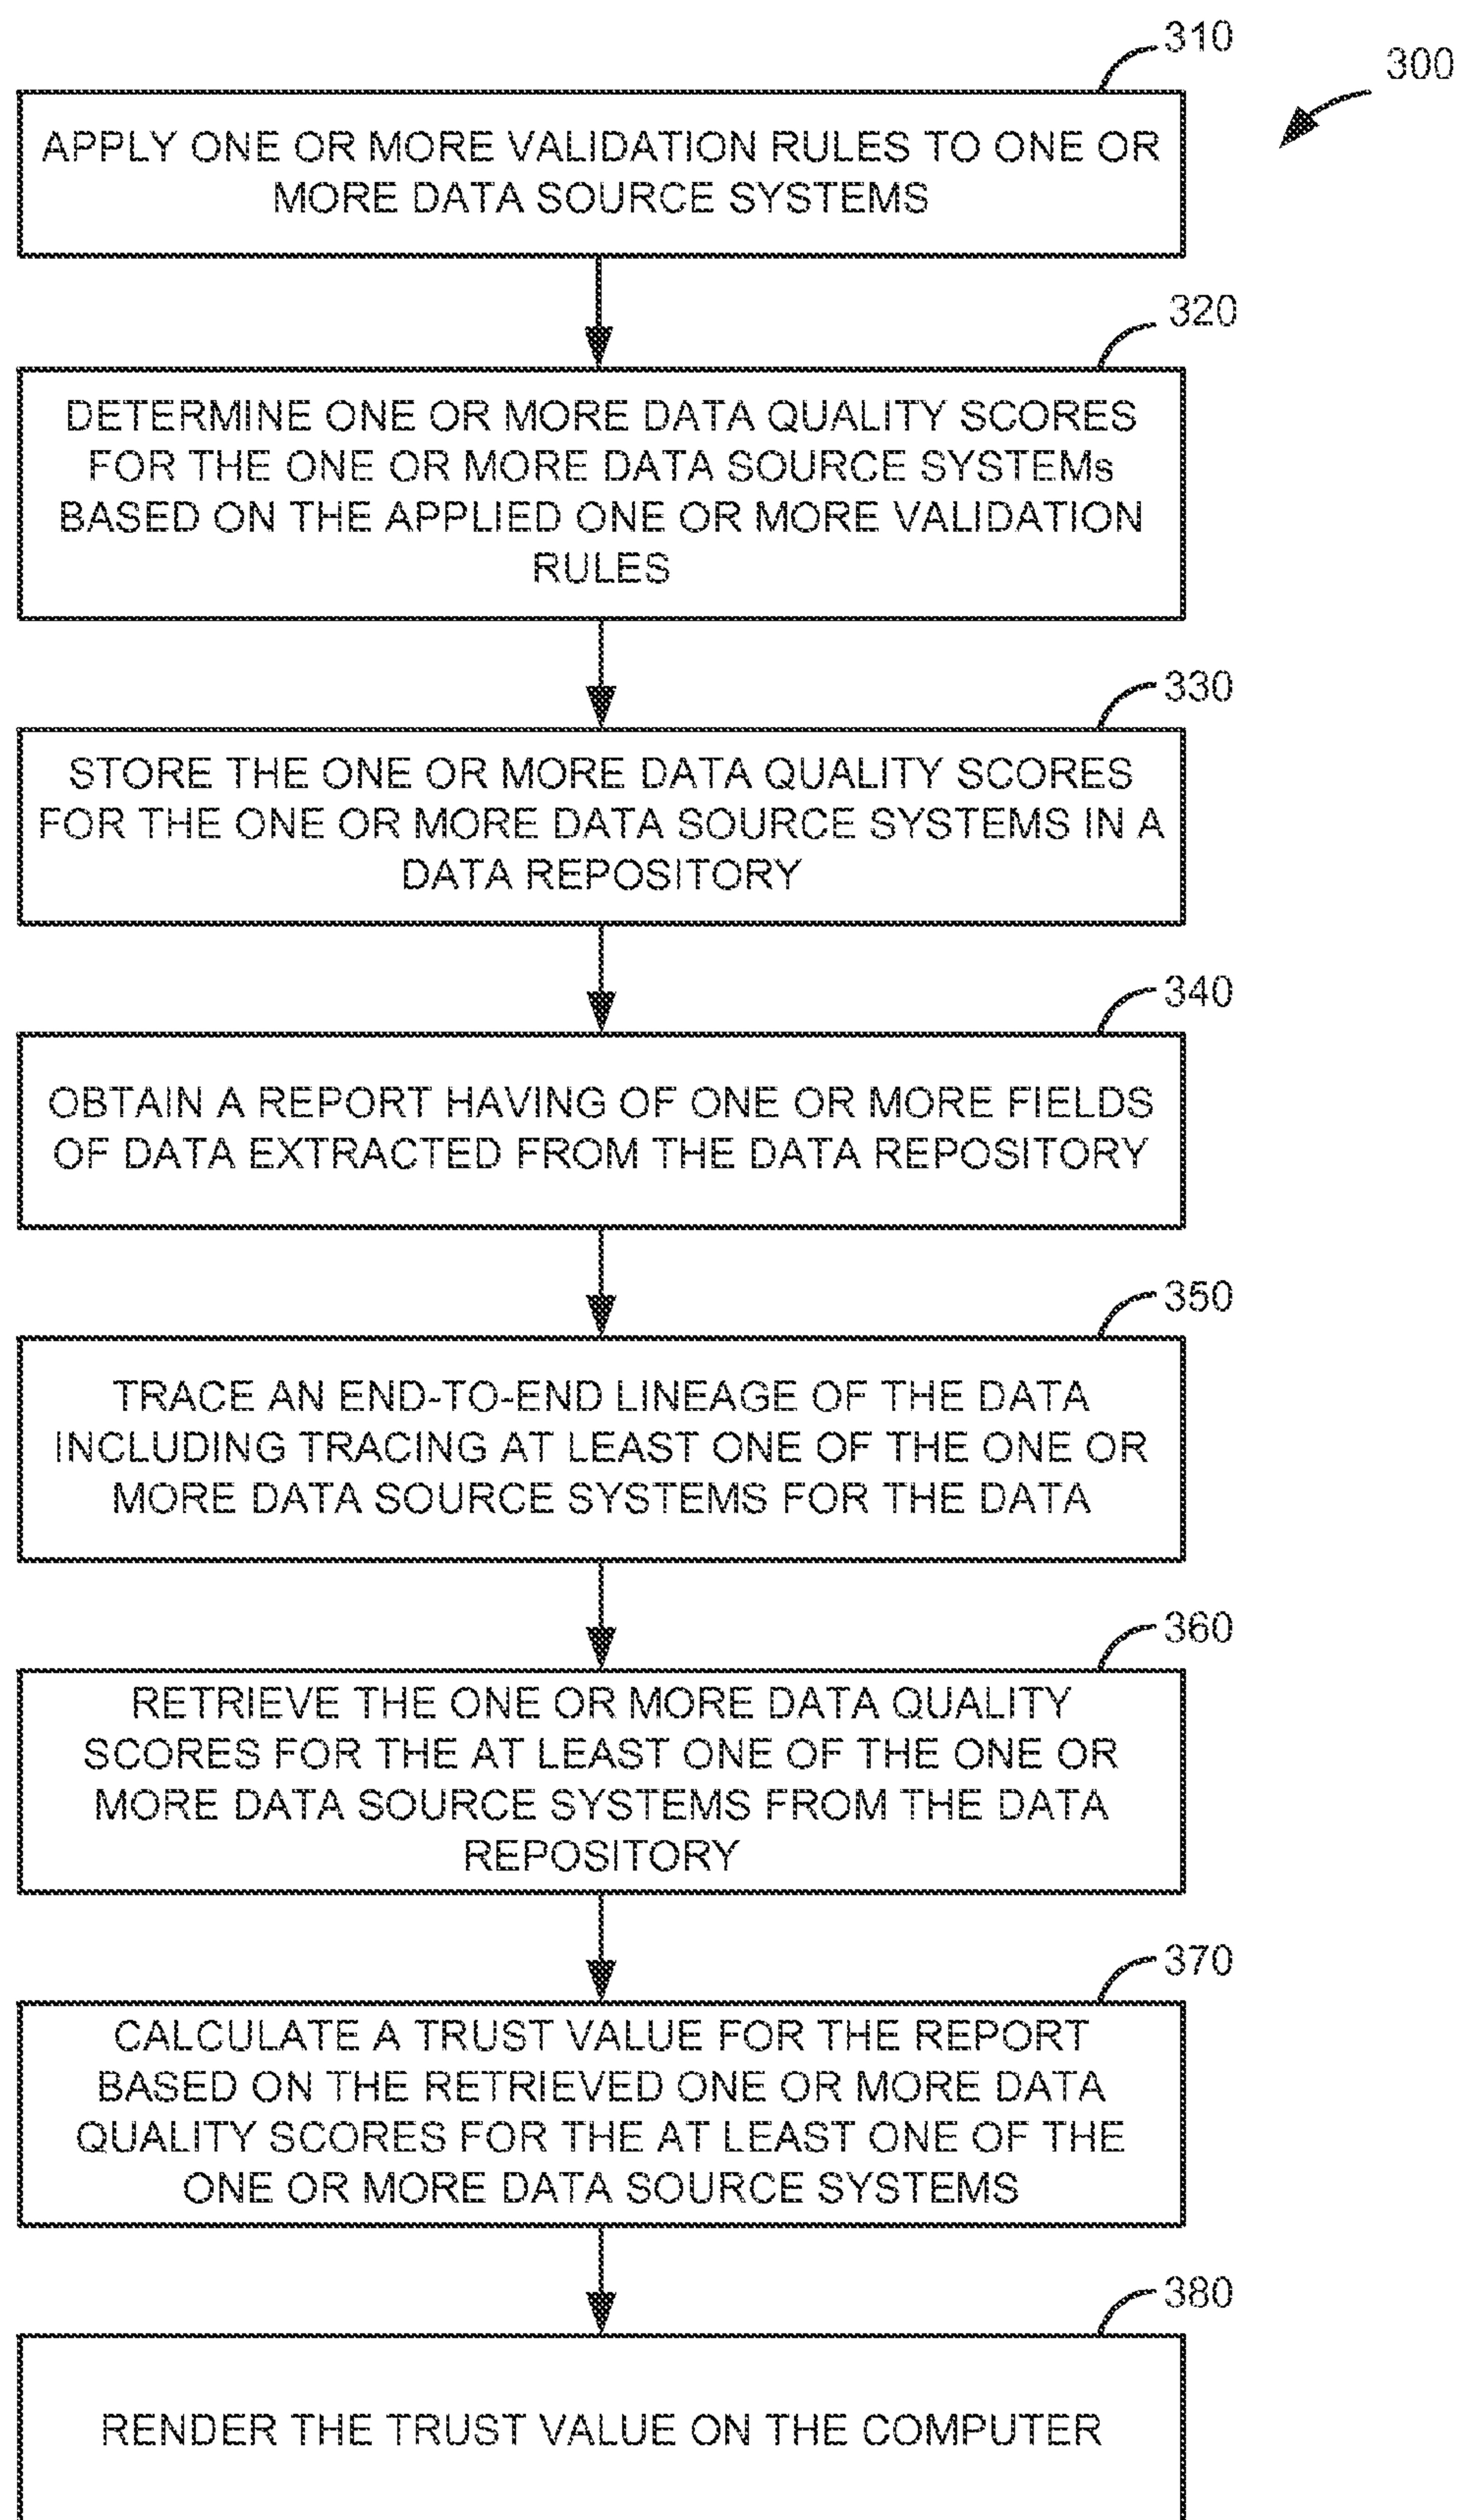 310
300
APPLY ONE OR MORE VALIDATION RULES TO ONE OR
MORE DATA SOURCE SYSTEMS
320
DETERMINE ONE OR MORE DATA QUALITY SCORES
FOR THE ONE OR MORE DATA SOURCE SYSTEMs
BASED ON THE APPLIED ONE OR MORE VALIDATION
RULES
330
STORE THE ONE OR MORE DATA QUALITY SCORES
FOR THE ONE OR MORE DATA SOURCE SYSTEMS IN A
DATA REPOSITORY
340
OBTAIN A REPORT HAVING OF ONE OR MORE FIELDS
OF DATA EXTRACTED FROM THE DATA REPOSITORY
350
TRACE AN END-TO-END LINEAGE OF THE DATA
INCLUDING TRACING AT LEAST ONE OF THE ONE OR
MORE DATA SOURCE SYSTEMS FOR THE DATA
360
RETRIEVE THE ONE OR MORE DATA QUALITY
SCORES FOR THE AT LEAST ONE OF THE ONE OR
MORE DATA SOURCE SYSTEMS FROM THE DATA
REPOSITORY
370
CALCULATE A TRUST VALUE FOR THE REPORT
BASED ON THE RETRIEVED ONE OR MORE DATA
QUALITY SCORES FOR THE AT LEAST ONE OF THE
ONE OR MORE DATA SOURCE SYSTEMS
380
RENDER THE TRUST VALUE ON THE COMPUTER